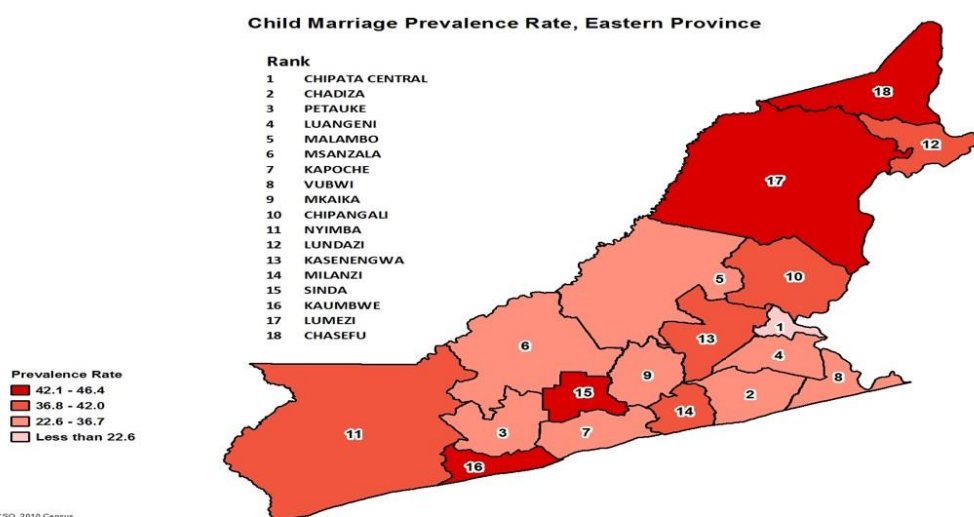 Child Marriage Prevalence Rate, Eastern Province
Rank
1 CHIPATA CENTRAL
2 CHADIZA
3 PETAUKE
4 LUANGENI
5 MALAMBO
6 MSANZALA
7 KAPOCHE
8 VUBWI
9 MKAIKA
10 CHIPANGALI
11 NYIMBA
12 LUNDAZI
13 KASENENGWA
14 MILANZI
15 SINDA
16 KAUMBWE
17 LUMEZI
18 CHASEFU
18
12
17
5
10
1
13
6
4
9
8
15
2
14
3
7
11
16
Prevalence Rate
42.1 - 46.4
36.8 - 42.0
22.6 - 36.7
Less than 22.6
CSO, 2010 Census